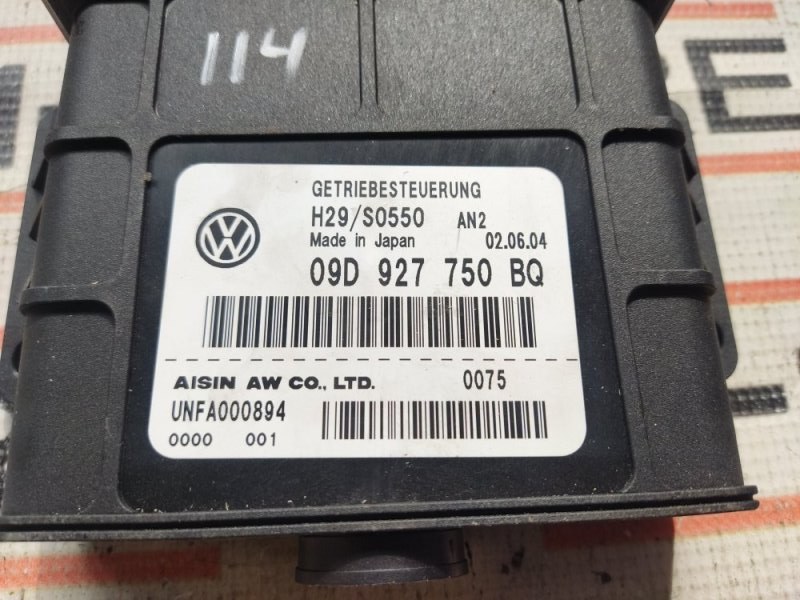 114
GETRIEBESTEUERUNG
H29/S0550 AN2
Made in Japan 02.06.04
09D 927 750 BQ
AISIN AW CO., LTD. 0075
UNFA000894
0000 001